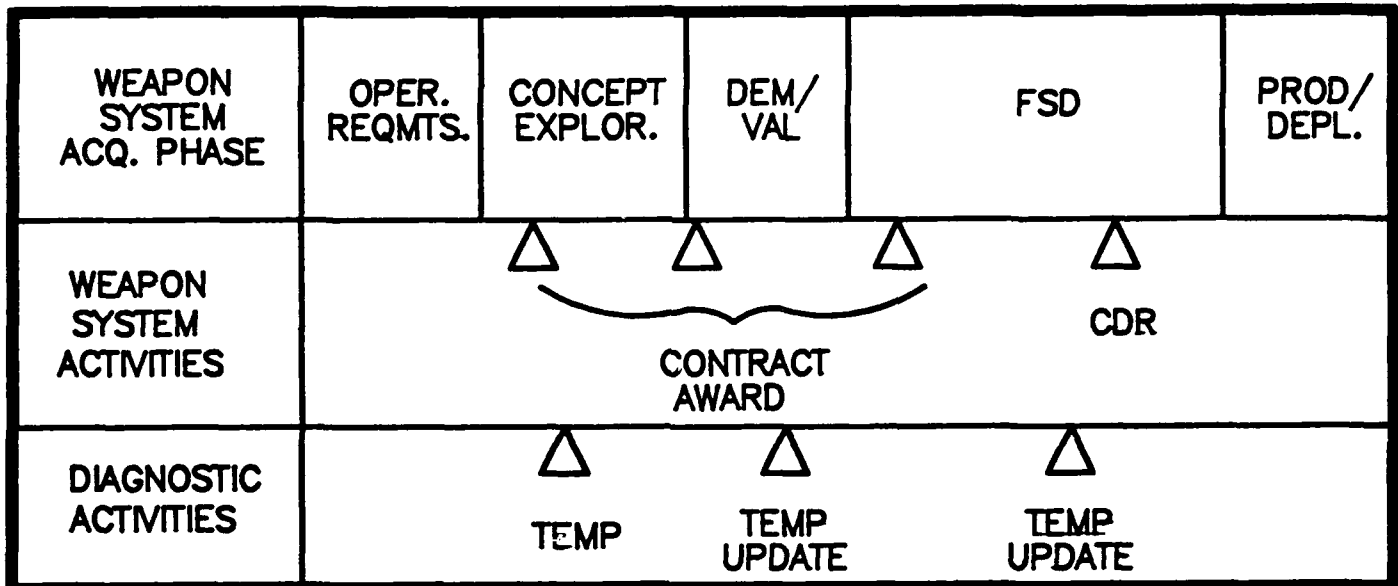 WEAPON
SYSTEM
ACQ. PHASE
OPER.
REQMTS.
CONCEPT
EXPLOR.
DEM/
VAL
FSD
PROD/
DEPL.
WEAPON
SYSTEM
ACTIVITIES
CONTRACT
AWARD
CDR
DIAGNOSTIC
ACTIVITIES
TEMP
TEMP
UPDATE
TEMP
UPDATE